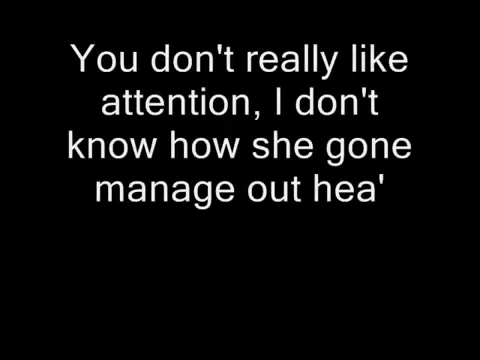 You don't really like
attention, I don't
know how she gone
manage out hea'